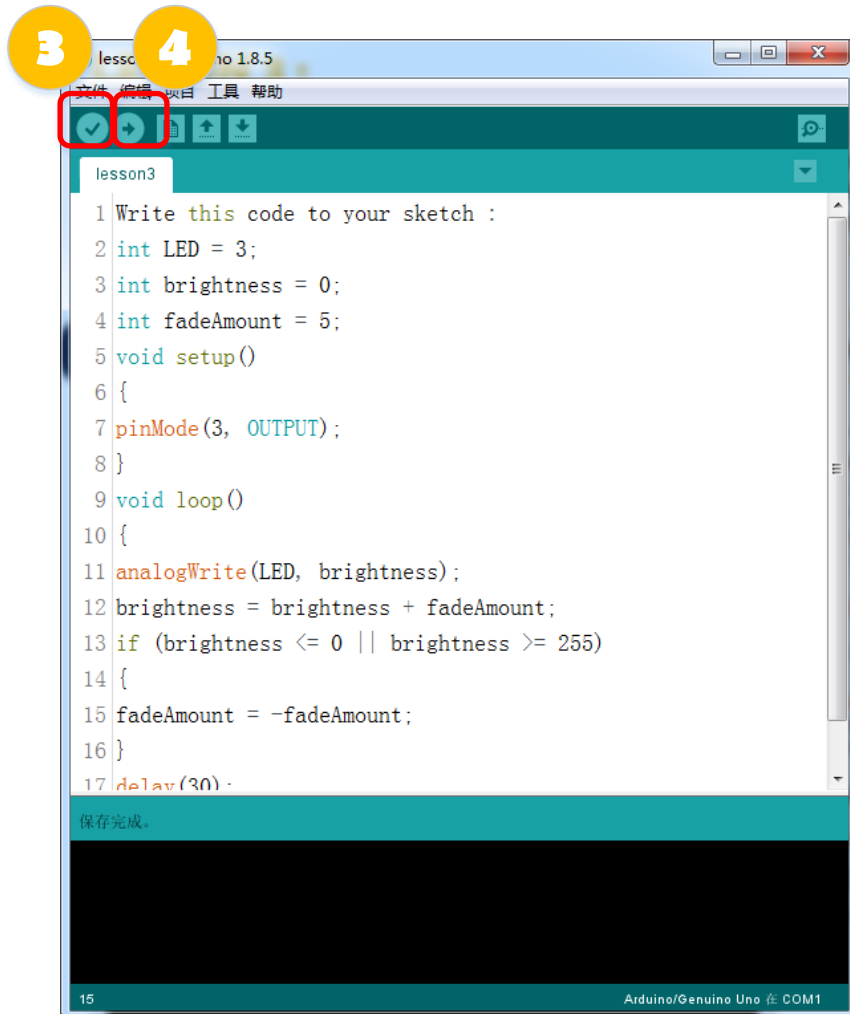 3
4
lesso
no 1.8.5
文件 编辑 项目 工具 帮助
lesson3
1 Write this code to your sketch :
2 int LED = 3;
3 int brightness = 0;
4 int fadeAmount = 5;
5 void setup()
6 {
7 pinMode(3, OUTPUT);
8 }
9 void loop()
10 {
11 analogWrite(LED, brightness);
12 brightness = brightness + fadeAmount;
13 if (brightness <= 0 || brightness >= 255)
14 {
15 fadeAmount = -fadeAmount;
16 }
17 delay(30);
保存完成。
15
Arduino/Genuino Uno 在 COM1